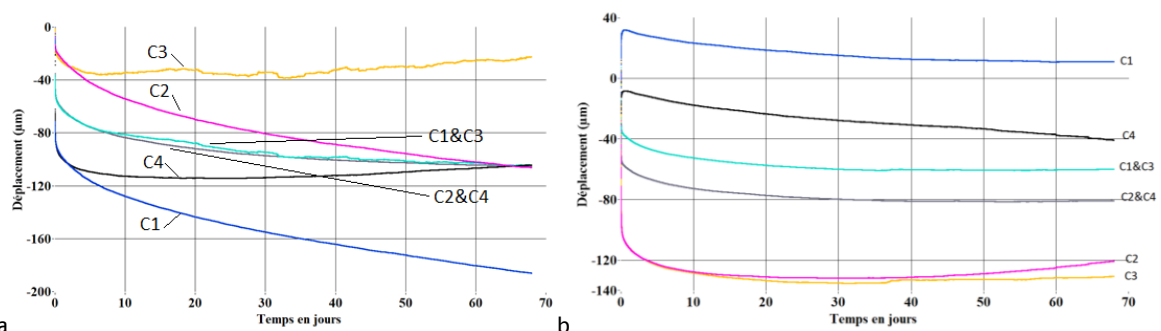 0
-40
-80
-120
-160
-200
Déplacement (µm)
C3
C2
C1&C3
C4
C2&C4
C1
0 10 20 30 40 50 60 70
Temps en jours
a
40
0
-40
-80
-120
-140
Déplacement (µm)
C1
C4
C1&C3
C2&C4
C2
C3
0 10 20 30 40 50 60 70
Temps en jours
b